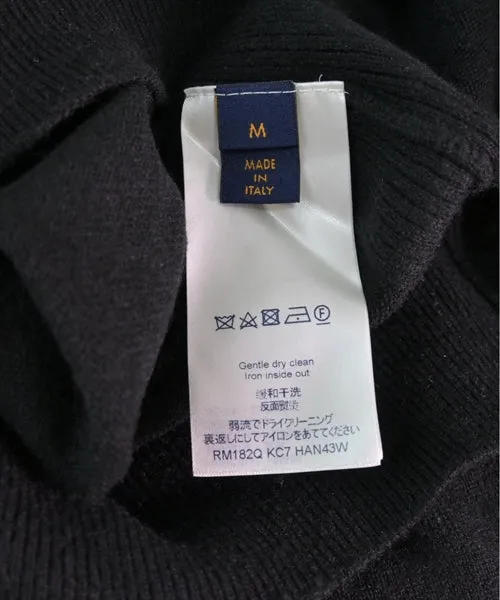 M
MADE
IN
ITALY
Gentle dry clean
Iron inside out
缓和干洗
反面熨烫
弱流でドライクリーニング
裏返しにしてアイロンをあててください
RM182Q KC7 HAN43W